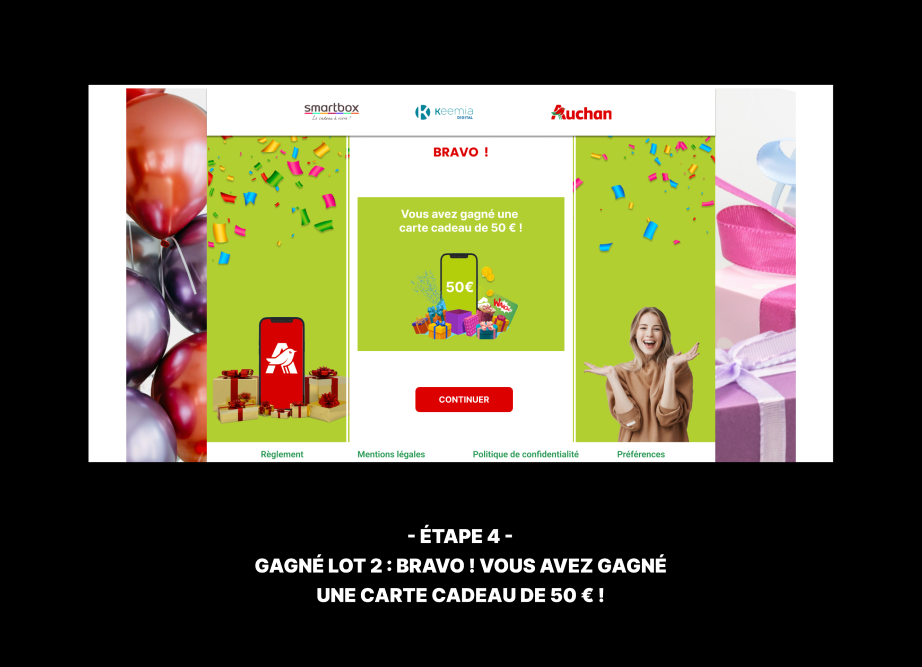 smartbox
Le cadeau à vivre !
Keemia
DIGITAL
Auchan
BRAVO !
Vous avez gagné une
carte cadeau de 50 € !
50€
CONTINUER
Règlement
Mentions légales
Politique de confidentialité
Préférences
- ÉTAPE 4 -
GAGNÉ LOT 2 : BRAVO ! VOUS AVEZ GAGNÉ
UNE CARTE CADEAU DE 50 € !